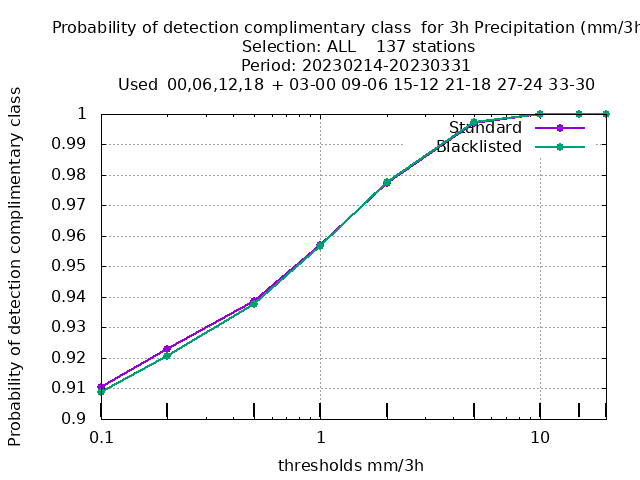 Probability of detection complimentary class  for 3h Precipitation (mm/3h
Selection: ALL    137 stations
Period: 20230214-20230331
Used  00,06,12,18  + 03-00 09-06 15-12 21-18 27-24 33-30
Probability of detection complimentary class
1
0.99
0.98
0.97
0.96
0.95
0.94
0.93
0.92
0.91
0.9
Standard
Blacklisted
0.1
1
10
thresholds mm/3h